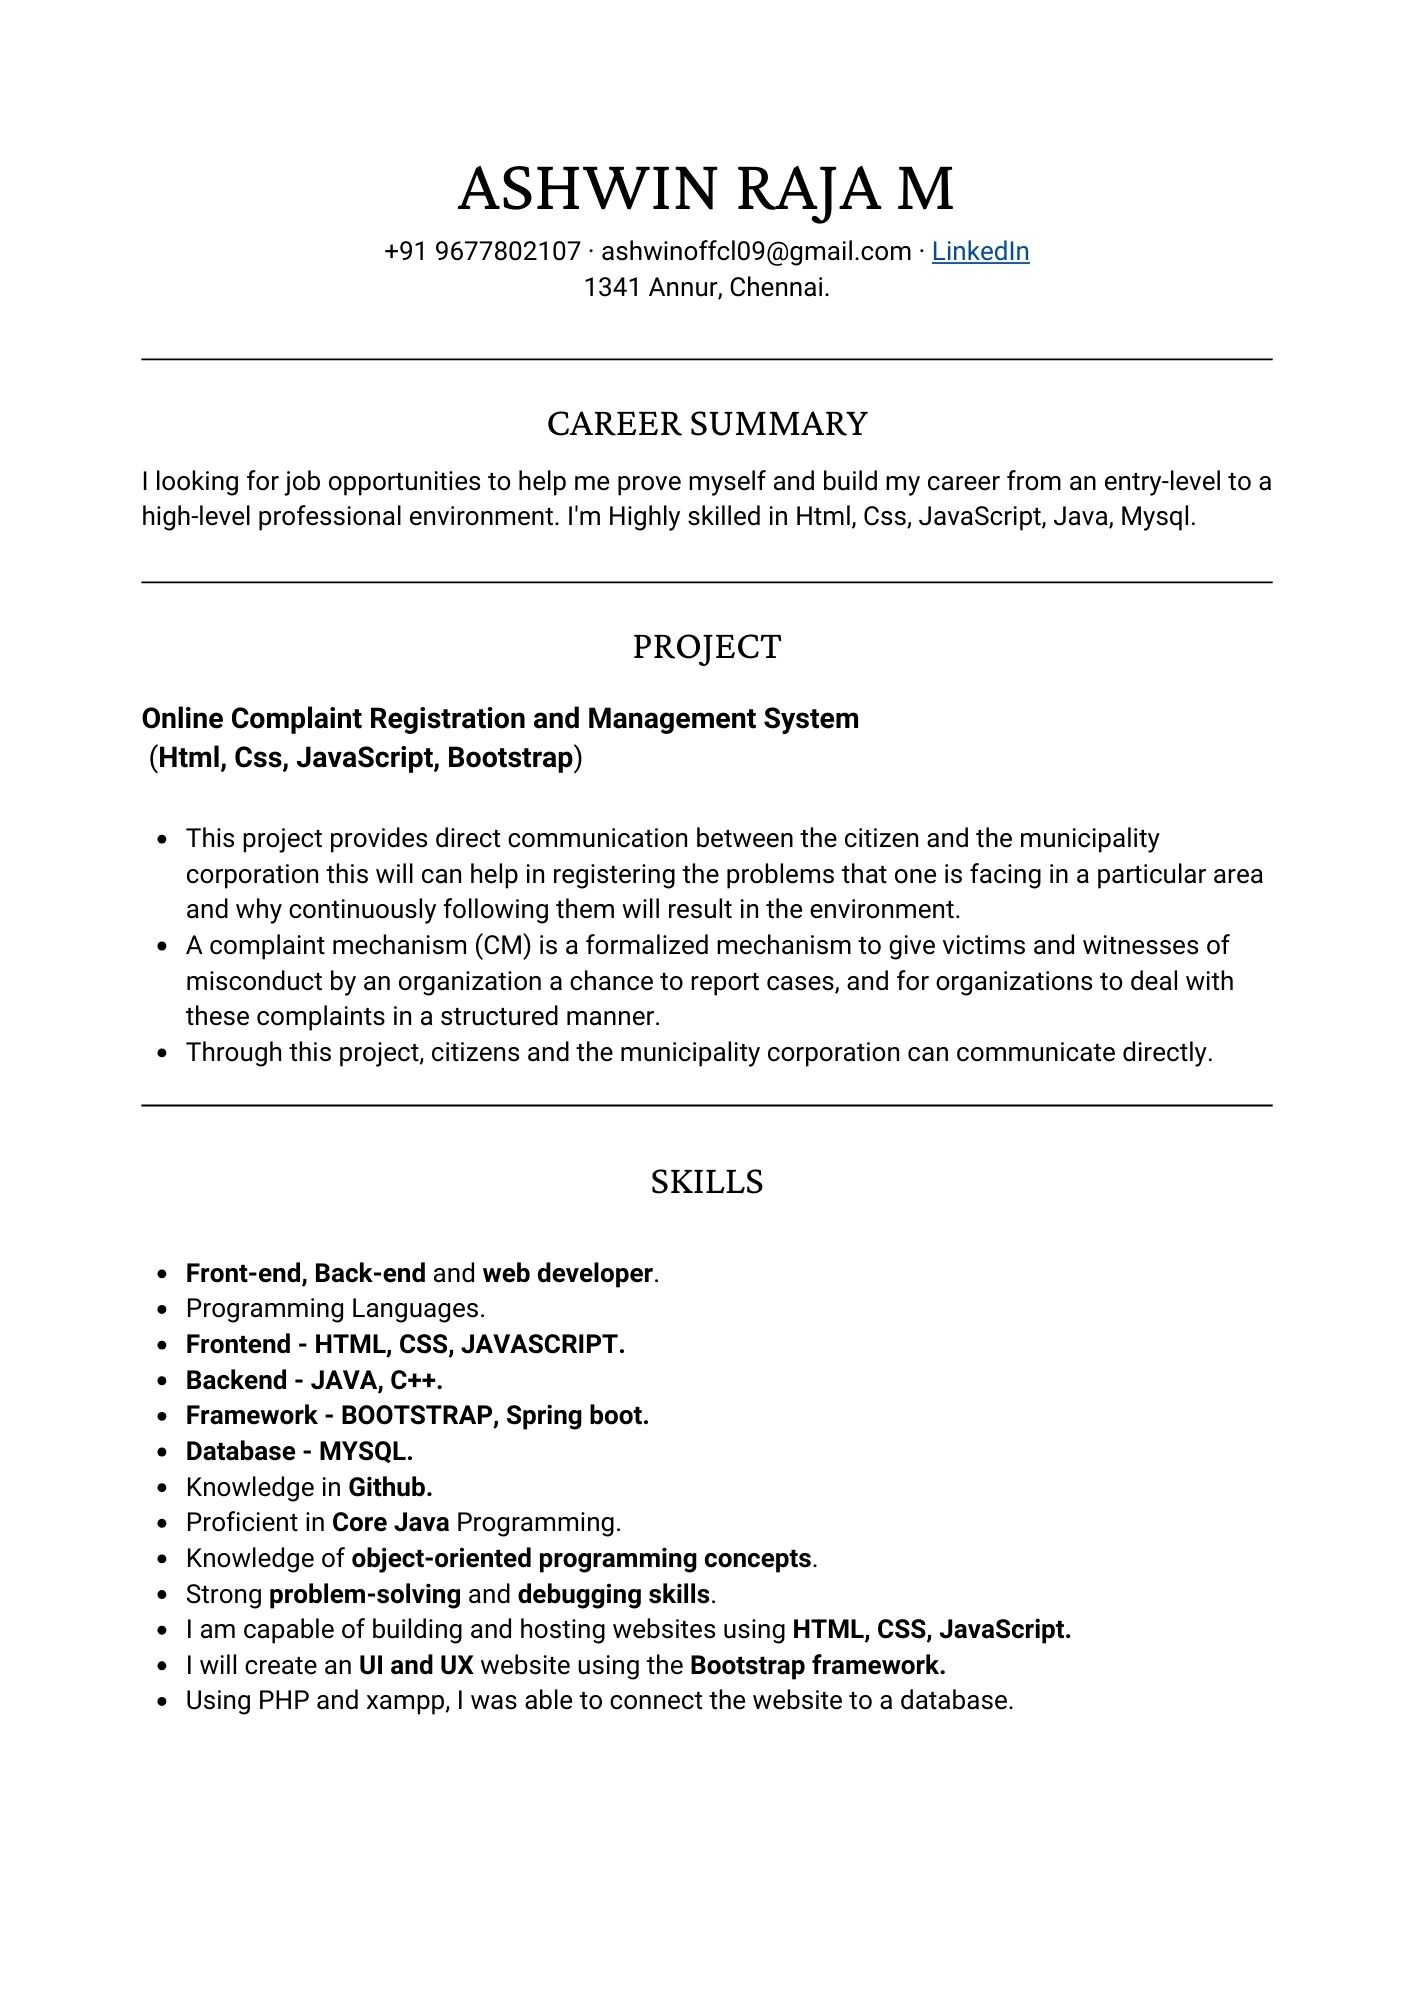 ASHWIN RAJA M
+91 9677802107 · ashwinoffcl09@gmail.com · LinkedIn
1341 Annur, Chennai.
CAREER SUMMARY
I looking for job opportunities to help me prove myself and build my career from an entry-level to a
high-level professional environment. I'm Highly skilled in Html, Css, JavaScript, Java, Mysql.
PROJECT
Online Complaint Registration and Management System
(Html, Css, JavaScript, Bootstrap)
• This project provides direct communication between the citizen and the municipality
corporation this will can help in registering the problems that one is facing in a particular area
and why continuously following them will result in the environment.
• A complaint mechanism (CM) is a formalized mechanism to give victims and witnesses of
misconduct by an organization a chance to report cases, and for organizations to deal with
these complaints in a structured manner.
• Through this project, citizens and the municipality corporation can communicate directly.
SKILLS
• Front-end, Back-end and web developer.
• Programming Languages.
• Frontend - HTML, CSS, JAVASCRIPT.
• Backend - JAVA, C++.
• Framework - BOOTSTRAP, Spring boot.
• Database - MYSQL.
• Knowledge in Github.
• Proficient in Core Java Programming.
• Knowledge of object-oriented programming concepts.
• Strong problem-solving and debugging skills.
• I am capable of building and hosting websites using HTML, CSS, JavaScript.
• I will create an UI and UX website using the Bootstrap framework.
• Using PHP and xampp, I was able to connect the website to a database.